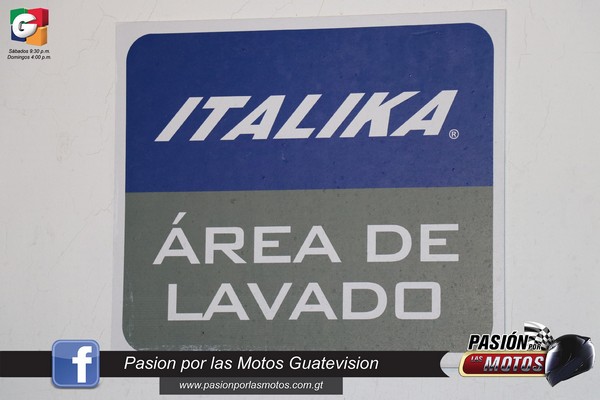 G
Sábados 9:30 p.m
Domingos 4:00 p.m
ITALIKA®
ÁREA DE
LAVADO
PASIÓN
POR
LAS MOTOS
f
Pasion por las Motos Guatevision
www.pasionporlasmotos.com.gt